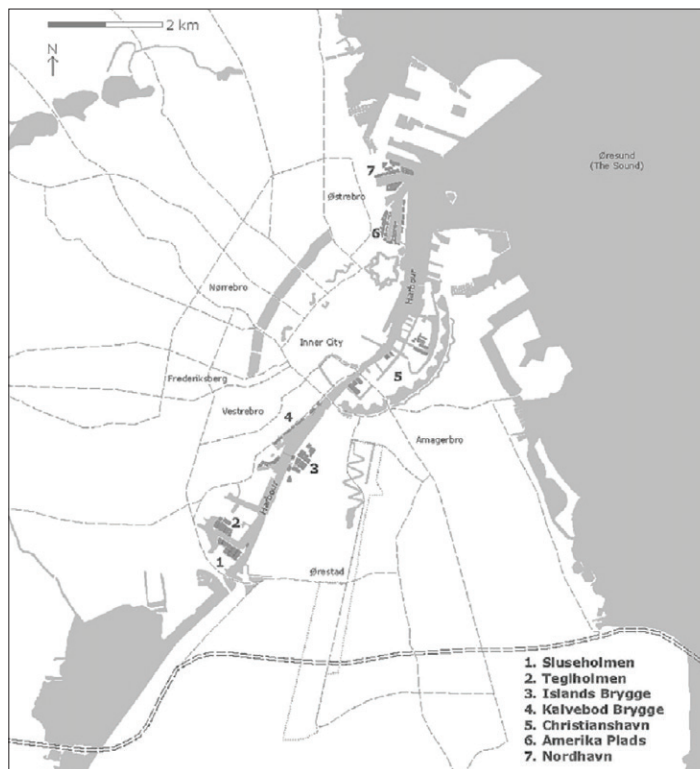 2 km
N
Øresund
(The Sound)
7
Østrebro
6
Harbour
Nørrebro
Inner City
Frederiksberg
5
Vestrebro
4
Amagerbro
3
Harbour
2
1
Ørestad
1. Sluseholmen
2. Teglholmen
3. Islands Brygge
4. Kalvebod Brygge
5. Christianshavn
6. Amerika Plads
7. Nordhavn